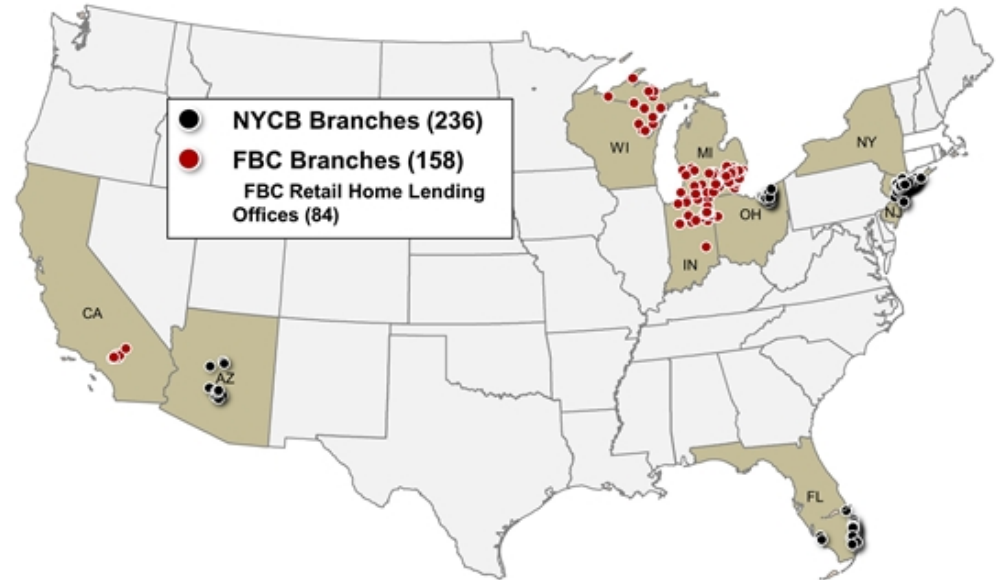 NYCB Branches (236)
FBC Branches (158)
FBC Retail Home Lending
Offices (84)
WI
MI
NY
OH
NJ
IN
CA
AZ
FL